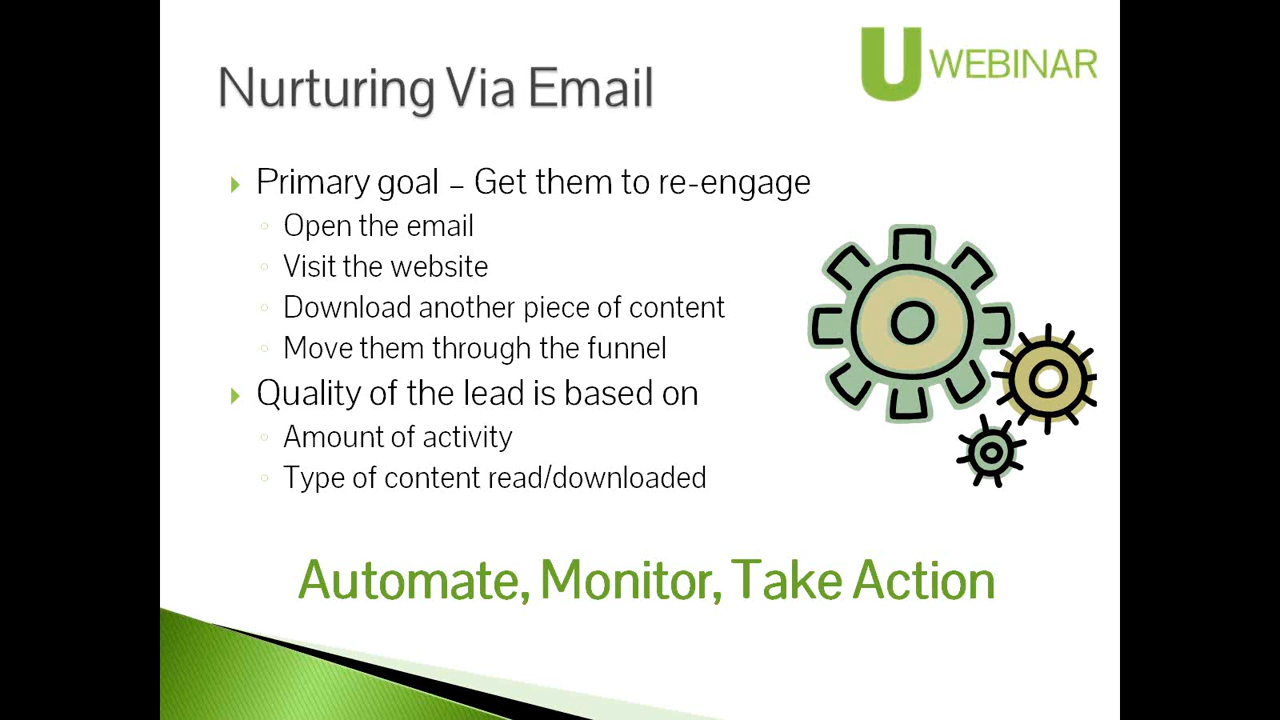 U WEBINAR
Nurturing Via Email
Primary goal – Get them to re-engage
Open the email
Visit the website
Download another piece of content
Move them through the funnel
Quality of the lead is based on
Amount of activity
Type of content read/downloaded
Automate, Monitor, Take Action